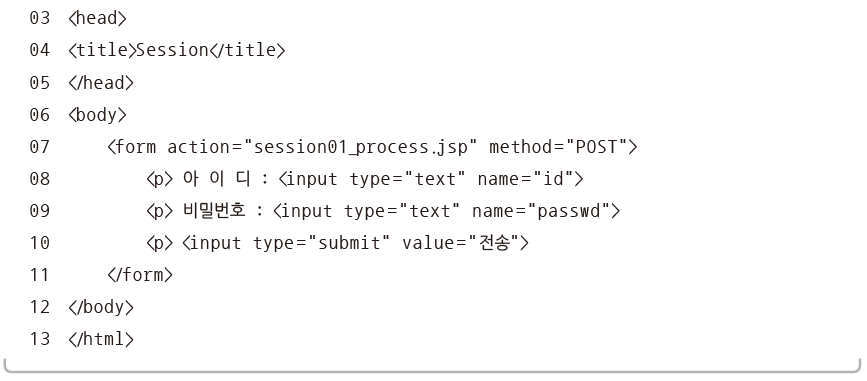 03 <head>
04 <title>Session</title>
05 </head>
06 <body>
07 <form action="session01_process.jsp" method="POST">
08 <p> 아 이 디 : <input type="text" name="id">
09 <p> 비밀번호 : <input type="text" name="passwd">
10 <p> <input type="submit" value="전송">
11 </form>
12 </body>
13 </html>